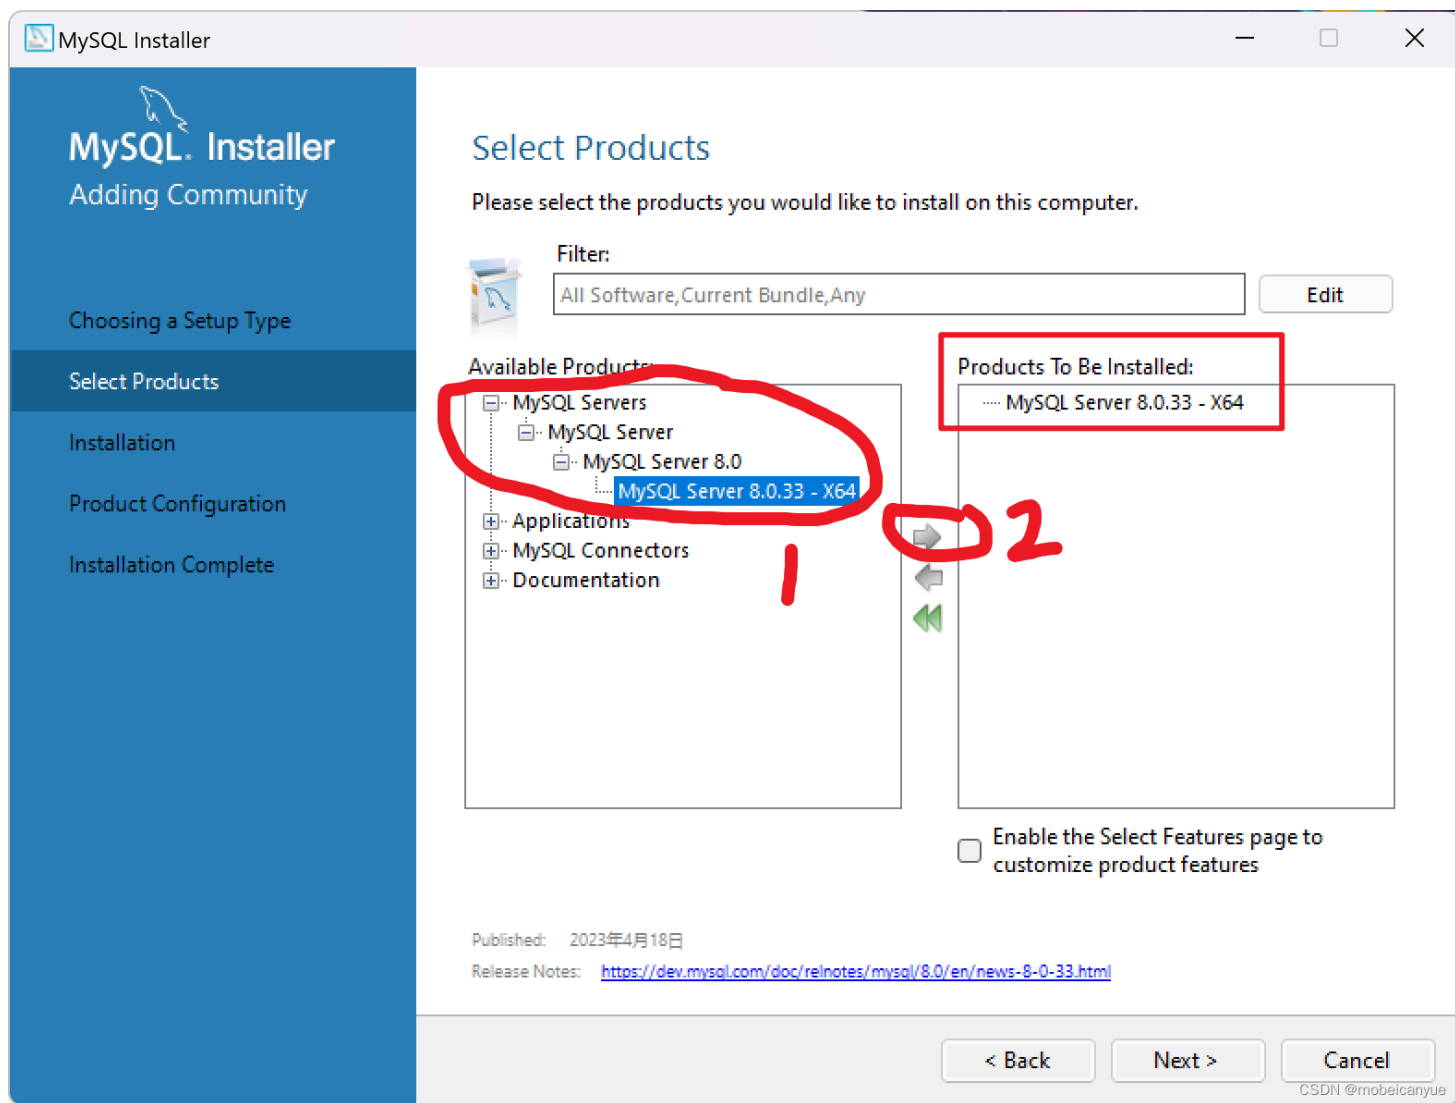 MySQL Installer
MySQL. Installer
Adding Community
Choosing a Setup Type
Select Products
Installation
Product Configuration
Installation Complete
Select Products
Please select the products you would like to install on this computer.
Filter:
All Software,Current Bundle,Any
Edit
Available Products:
MySQL Servers
MySQL Server
MySQL Server 8.0
MySQL Server 8.0.33 - X64
Applications
MySQL Connectors
Documentation
1
2
Products To Be Installed:
MySQL Server 8.0.33 - X64
Enable the Select Features page to
customize product features
Published: 2023年4月18日
Release Notes: https://dev.mysql.com/doc/relnotes/mysql/8.0/en/news-8-0-33.html
< Back
Next >
Cancel
CSDN @mobeicanyue